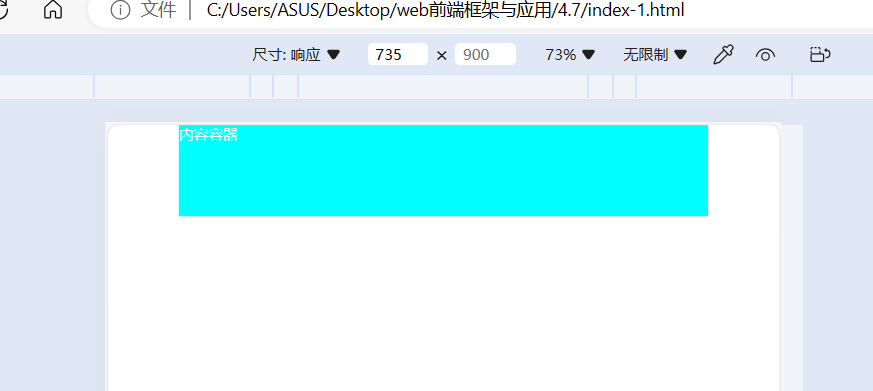 文件 C:/Users/ASUS/Desktop/web前端框架与应用/4.7/index-1.html
尺寸: 响应 735 × 900 73% 无限制
内容容器